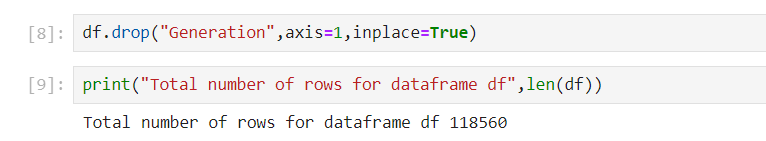 [8]: df.drop("Generation",axis=1,inplace=True)
[9]: print("Total number of rows for dataframe df",len(df))
Total number of rows for dataframe df 118560